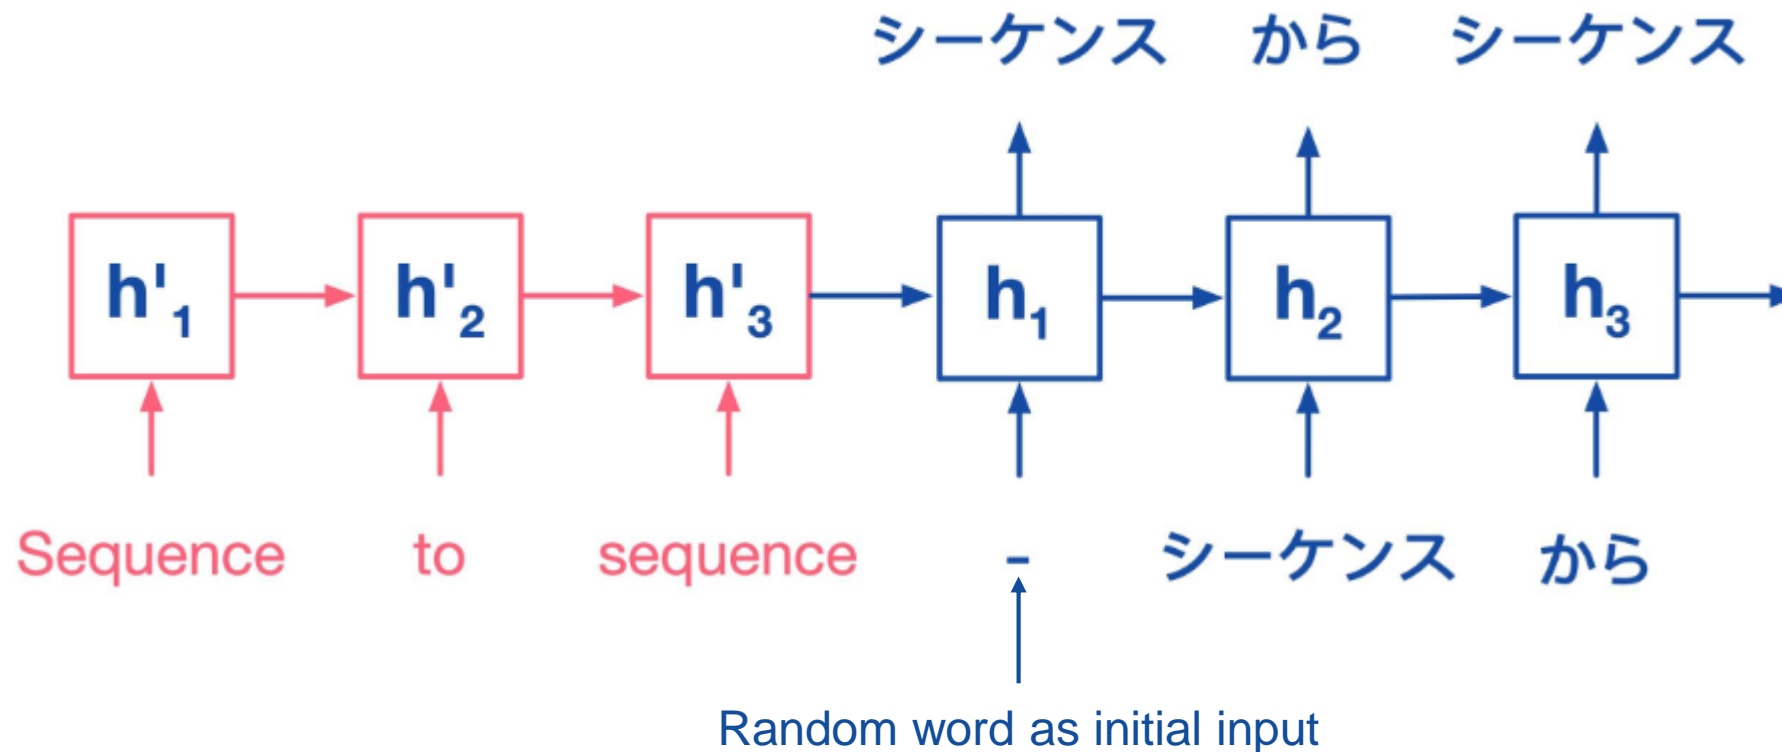 シーケンス から シーケンス
h'1 h'2 h'3 h1 h2 h3
Sequence to sequence - シーケンス から
Random word as initial input